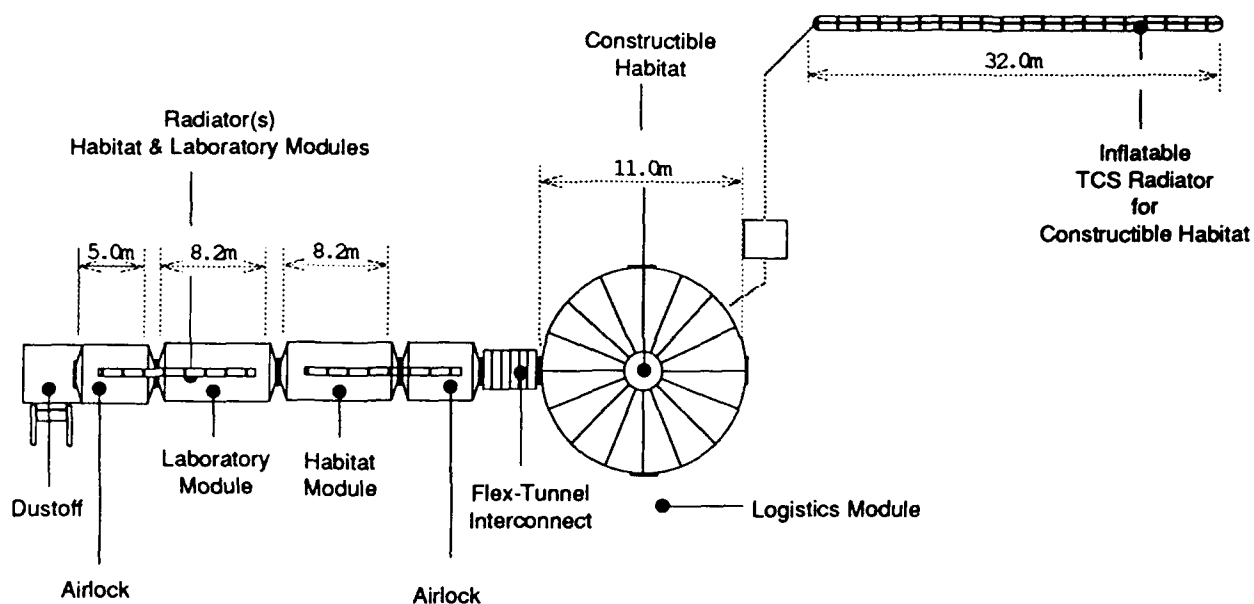 Constructible
Habitat
32.0m
Radiator(s)
Habitat & Laboratory Modules
11.0m
Inflatable
TCS Radiator
for
Constructible Habitat
5.0m
8.2m
8.2m
Laboratory
Module
Habitat
Module
Flex-Tunnel
Interconnect
Dustoff
Logistics Module
Airlock
Airlock